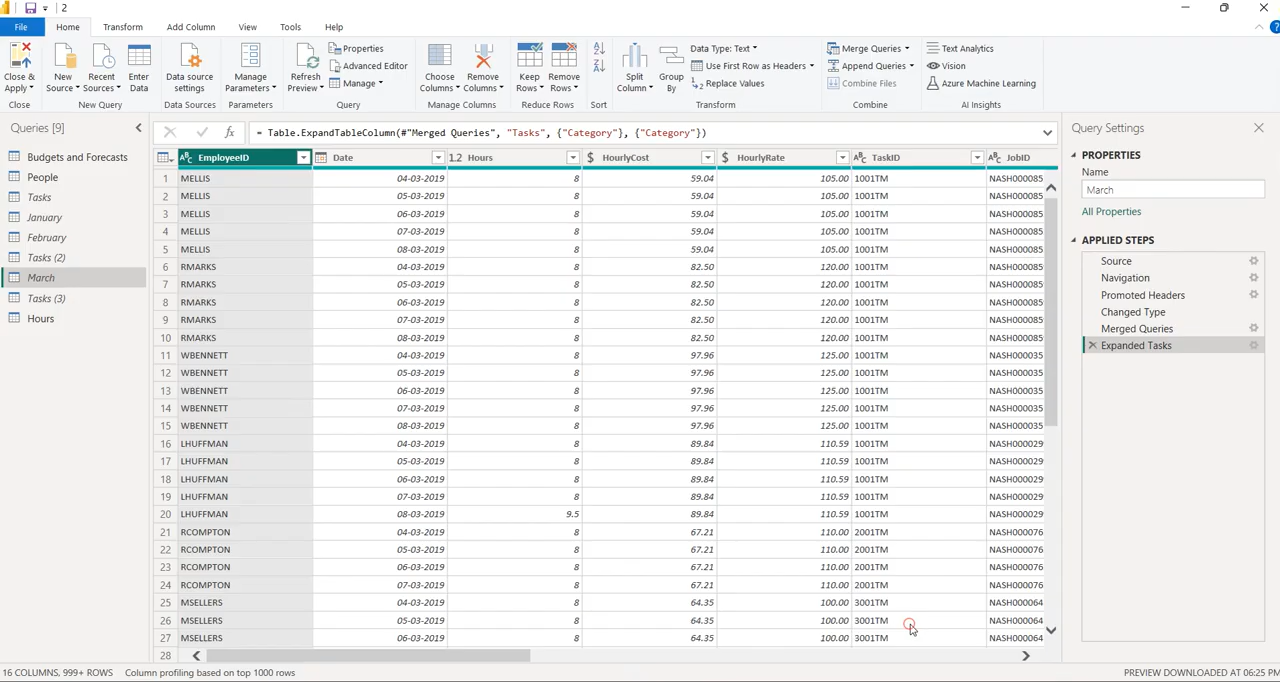 2
File Home Transform Add Column View Tools Help
Close & Apply New Source Recent Sources Enter Data Data source settings Manage Parameters Refresh Preview Properties Advanced Editor Manage Choose Columns Remove Columns Keep Rows Remove Rows Split Column Group By Data Type: Text Use First Row as Headers Replace Values Merge Queries Append Queries Combine Files Text Analytics Vision Azure Machine Learning
Close New Query Data Sources Parameters Query Manage Columns Reduce Rows Sort Transform Combine AI Insights
Queries [9]
Budgets and Forecasts
People
Tasks
January
February
Tasks (2)
March
Tasks (3)
Hours
= Table.ExpandTableColumn(#"Merged Queries", "Tasks", {"Category"}, {"Category"})
EmployeeID Date 1.2 Hours $ HourlyCost $ HourlyRate TaskID JobID
1 MELLIS 04-03-2019 8 59.04 105.00 1001TM NASH000085
2 MELLIS 05-03-2019 8 59.04 105.00 1001TM NASH000085
3 MELLIS 06-03-2019 8 59.04 105.00 1001TM NASH000085
4 MELLIS 07-03-2019 8 59.04 105.00 1001TM NASH000085
5 MELLIS 08-03-2019 8 59.04 105.00 1001TM NASH000085
6 RMARKS 04-03-2019 8 82.50 120.00 1001TM NASH000085
7 RMARKS 05-03-2019 8 82.50 120.00 1001TM NASH000085
8 RMARKS 06-03-2019 8 82.50 120.00 1001TM NASH000085
9 RMARKS 07-03-2019 8 82.50 120.00 1001TM NASH000085
10 RMARKS 08-03-2019 8 82.50 120.00 1001TM NASH000085
11 WBENNETT 04-03-2019 8 97.96 125.00 1001TM NASH000035
12 WBENNETT 05-03-2019 8 97.96 125.00 1001TM NASH000035
13 WBENNETT 06-03-2019 8 97.96 125.00 1001TM NASH000035
14 WBENNETT 07-03-2019 8 97.96 125.00 1001TM NASH000035
15 WBENNETT 08-03-2019 8 97.96 125.00 1001TM NASH000035
16 LHUFFMAN 04-03-2019 8 89.84 110.59 1001TM NASH000029
17 LHUFFMAN 05-03-2019 8 89.84 110.59 1001TM NASH000029
18 LHUFFMAN 06-03-2019 8 89.84 110.59 1001TM NASH000029
19 LHUFFMAN 07-03-2019 8 89.84 110.59 1001TM NASH000029
20 LHUFFMAN 08-03-2019 9.5 89.84 110.59 1001TM NASH000029
21 RCOMPTON 04-03-2019 8 67.21 110.00 2001TM NASH000076
22 RCOMPTON 05-03-2019 8 67.21 110.00 2001TM NASH000076
23 RCOMPTON 06-03-2019 8 67.21 110.00 2001TM NASH000076
24 RCOMPTON 07-03-2019 8 67.21 110.00 2001TM NASH000076
25 MSELLERS 04-03-2019 8 64.35 100.00 3001TM NASH000064
26 MSELLERS 05-03-2019 8 64.35 100.00 3001TM NASH000064
27 MSELLERS 06-03-2019 8 64.35 100.00 3001TM NASH000064
28
Query Settings
PROPERTIES
Name
March
All Properties
APPLIED STEPS
Source
Navigation
Promoted Headers
Changed Type
Merged Queries
Expanded Tasks
16 COLUMNS, 999+ ROWS Column profiling based on top 1000 rows PREVIEW DOWNLOADED AT 06:25 PM